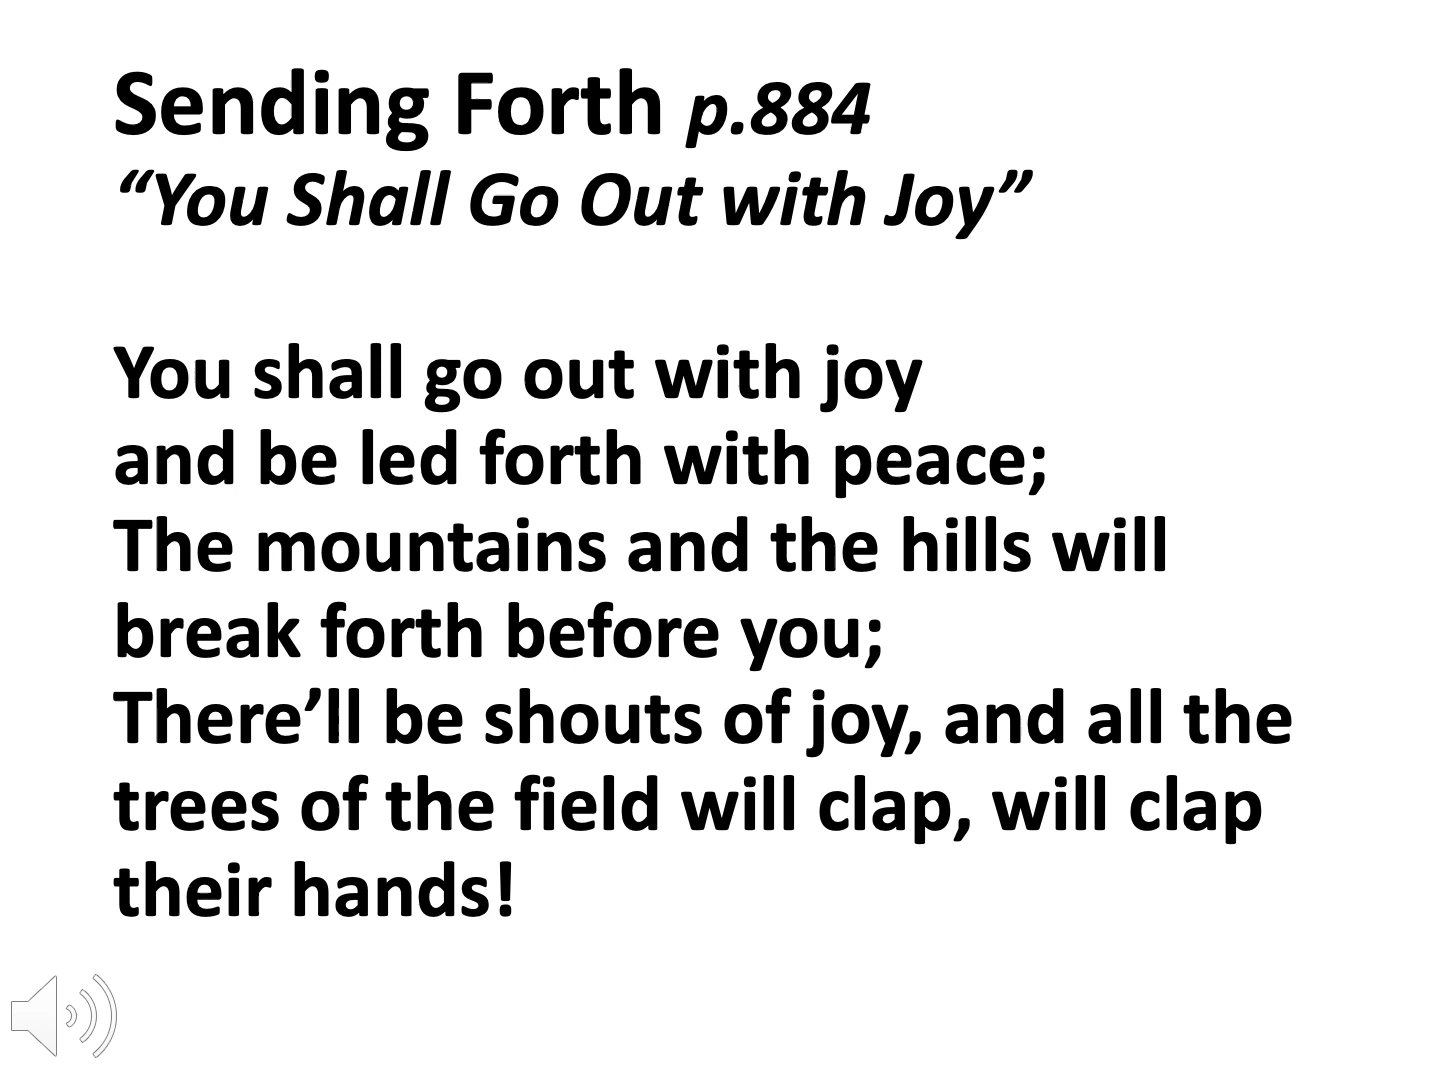 Sending Forth p.884
“You Shall Go Out with Joy”
You shall go out with joy
and be led forth with peace;
The mountains and the hills will
break forth before you;
There’ll be shouts of joy, and all the
trees of the field will clap, will clap
their hands!